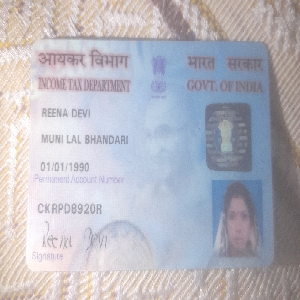 आयकर विभाग भारत सरकार
INCOME TAX DEPARTMENT GOVT. OF INDIA
REENA DEVI
MUNI LAL BHANDARI
01/01/1990
Permanent Account Number
CKRPD8920R
Reena Devi
Signature